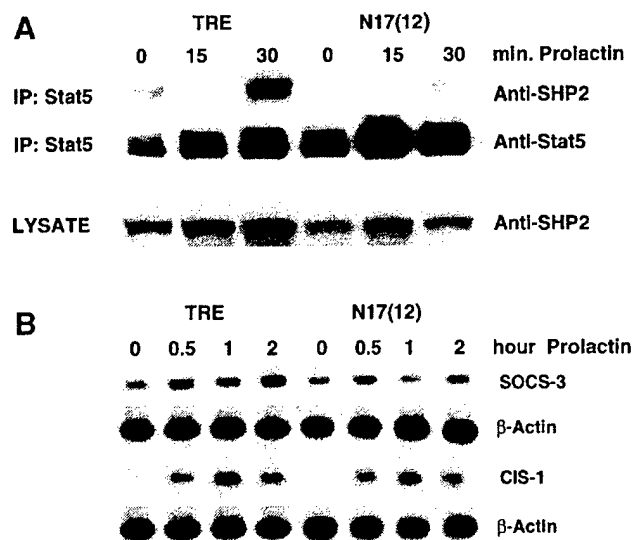 A
TRE N17(12)
0 15 30 0 15 30 min. Prolactin
IP: Stat5 Anti-SHP2
IP: Stat5 Anti-Stat5
LYSATE Anti-SHP2
B
TRE N17(12)
0 0.5 1 2 0 0.5 1 2 hour Prolactin
SOCS-3
β-Actin
CIS-1
β-Actin